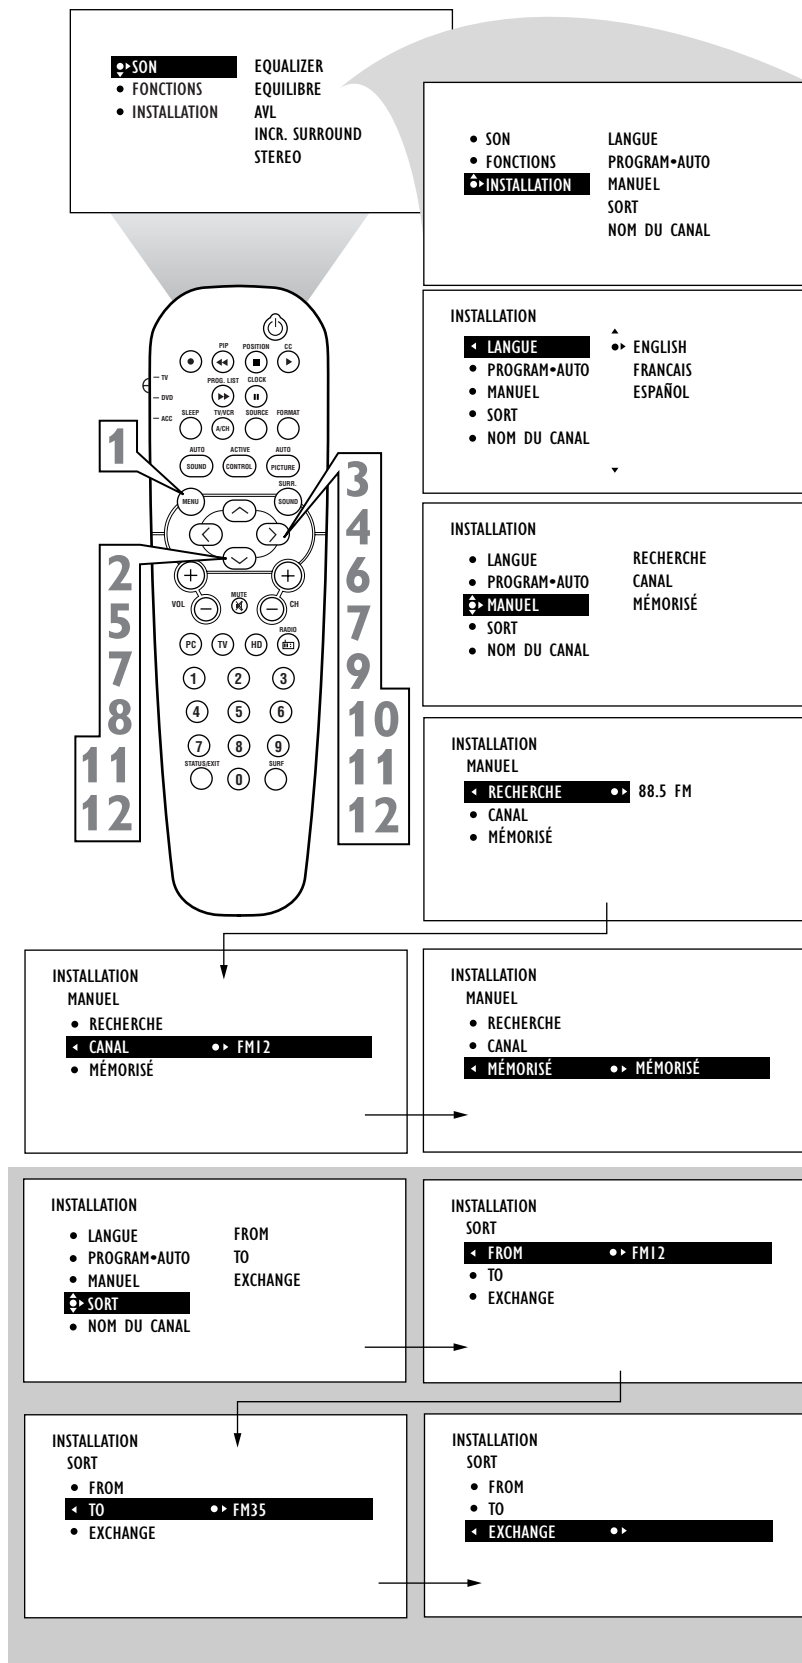 SON EQUALIZER
FONCTIONS EQUILIBRE
INSTALLATION AVL
INCR. SURROUND
STEREO
SON LANGUE
FONCTIONS PROGRAM•AUTO
INSTALLATION MANUEL
SORT
NOM DU CANAL
INSTALLATION
LANGUE ENGLISH
PROGRAM•AUTO FRANCAIS
MANUEL ESPAÑOL
SORT
NOM DU CANAL
INSTALLATION
LANGUE RECHERCHE
PROGRAM•AUTO CANAL
MANUEL MÉMORISÉ
SORT
NOM DU CANAL
INSTALLATION
MANUEL
RECHERCHE 88.5 FM
CANAL
MÉMORISÉ
PIP POSITION CC
TV
DVD
ACC
PROG. LIST CLOCK
SLEEP TV/VCR SOURCE FORMAT
A/CH
AUTO ACTIVE AUTO
SOUND CONTROL PICTURE
SURR.
MENU SOUND
VOL MUTE CH
RADIO
PC TV HD
1 2 3
4 5 6
7 8 9
STATUS/EXIT SURF
0
1
2
5
7
8
11
12
3
4
6
7
9
10
11
12
INSTALLATION
MANUEL
RECHERCHE
CANAL FM12
MÉMORISÉ
INSTALLATION
MANUEL
RECHERCHE
CANAL
MÉMORISÉ MÉMORISÉ
INSTALLATION
LANGUE FROM
PROGRAM•AUTO TO
MANUEL EXCHANGE
SORT
NOM DU CANAL
INSTALLATION
SORT
FROM FM12
TO
EXCHANGE
INSTALLATION
SORT
FROM
TO FM35
EXCHANGE
INSTALLATION
SORT
FROM
TO
EXCHANGE